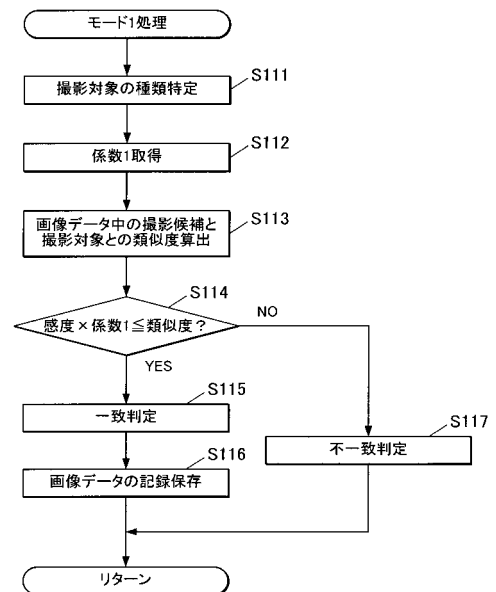 モード1処理
撮影対象の種類特定
S111
係数1取得
S112
画像データ中の撮影候補と
撮影対象との類似度算出
S113
感度×係数1≦類似度？
S114
NO
YES
一致判定
S115
画像データの記録保存
S116
不一致判定
S117
リターン